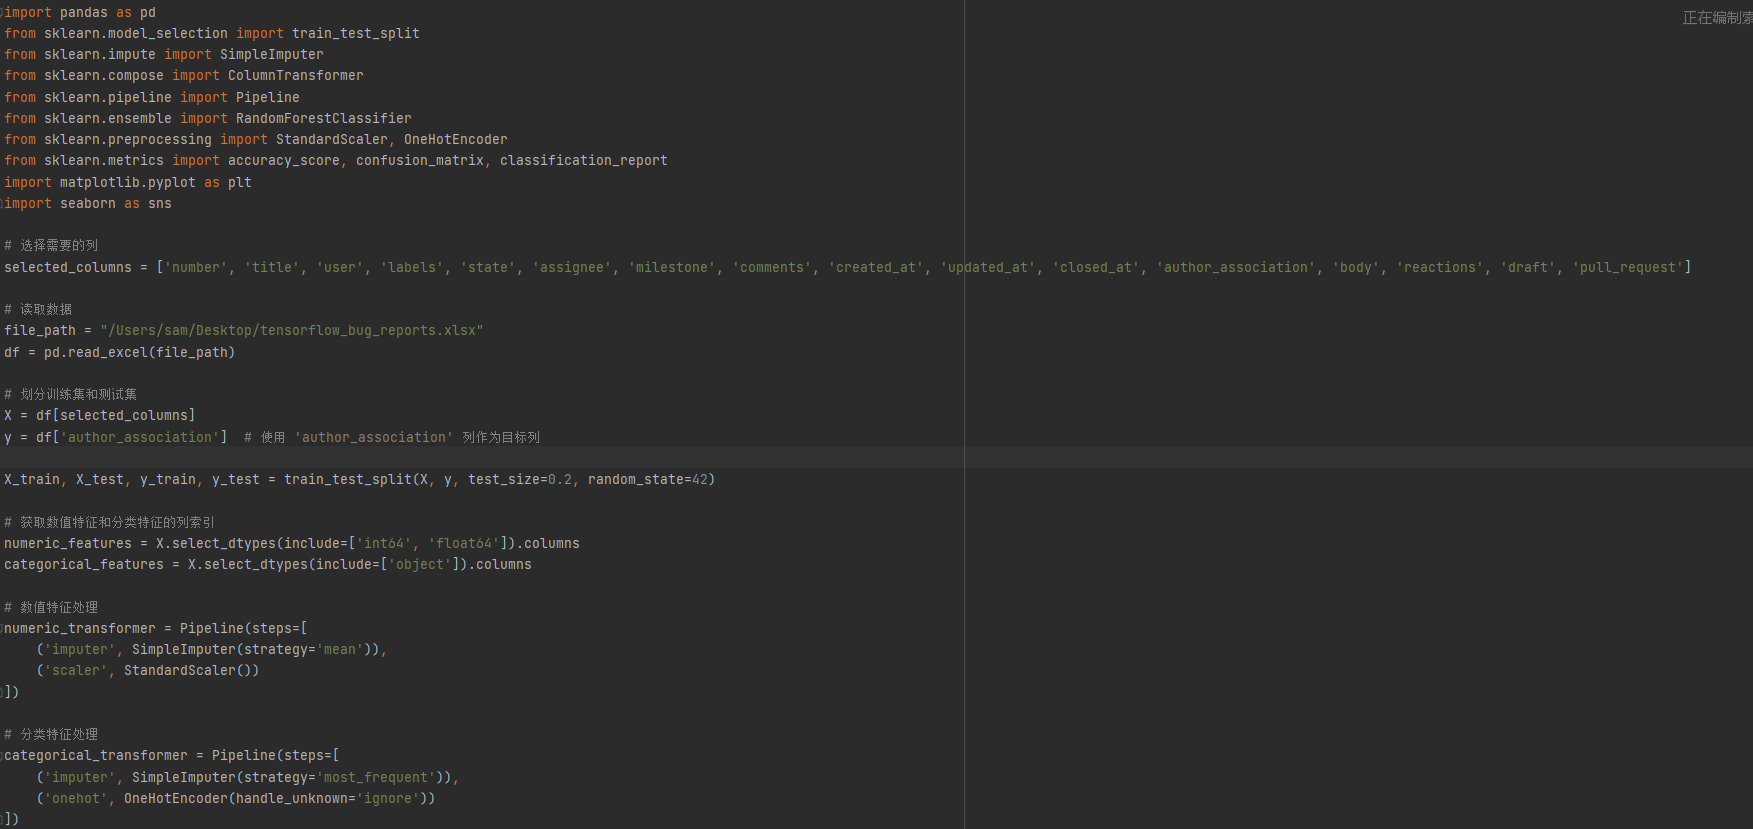 import pandas as pd
正在编制索
from sklearn.model_selection import train_test_split
from sklearn.impute import SimpleImputer
from sklearn.compose import ColumnTransformer
from sklearn.pipeline import Pipeline
from sklearn.ensemble import RandomForestClassifier
from sklearn.preprocessing import StandardScaler, OneHotEncoder
from sklearn.metrics import accuracy_score, confusion_matrix, classification_report
import matplotlib.pyplot as plt
import seaborn as sns
# 选择需要的列
selected_columns = ['number', 'title', 'user', 'labels', 'state', 'assignee', 'milestone', 'comments', 'created_at', 'updated_at', 'closed_at', 'author_association', 'body', 'reactions', 'draft', 'pull_request']
# 读取数据
file_path = "/Users/sam/Desktop/tensorflow_bug_reports.xlsx"
df = pd.read_excel(file_path)
# 划分训练集和测试集
X = df[selected_columns]
y = df['author_association']  # 使用 'author_association' 列作为目标列
X_train, X_test, y_train, y_test = train_test_split(X, y, test_size=0.2, random_state=42)
# 获取数值特征和分类特征的列索引
numeric_features = X.select_dtypes(include=['int64', 'float64']).columns
categorical_features = X.select_dtypes(include=['object']).columns
# 数值特征处理
numeric_transformer = Pipeline(steps=[
    ('imputer', SimpleImputer(strategy='mean')),
    ('scaler', StandardScaler())
])
# 分类特征处理
categorical_transformer = Pipeline(steps=[
    ('imputer', SimpleImputer(strategy='most_frequent')),
    ('onehot', OneHotEncoder(handle_unknown='ignore'))
])